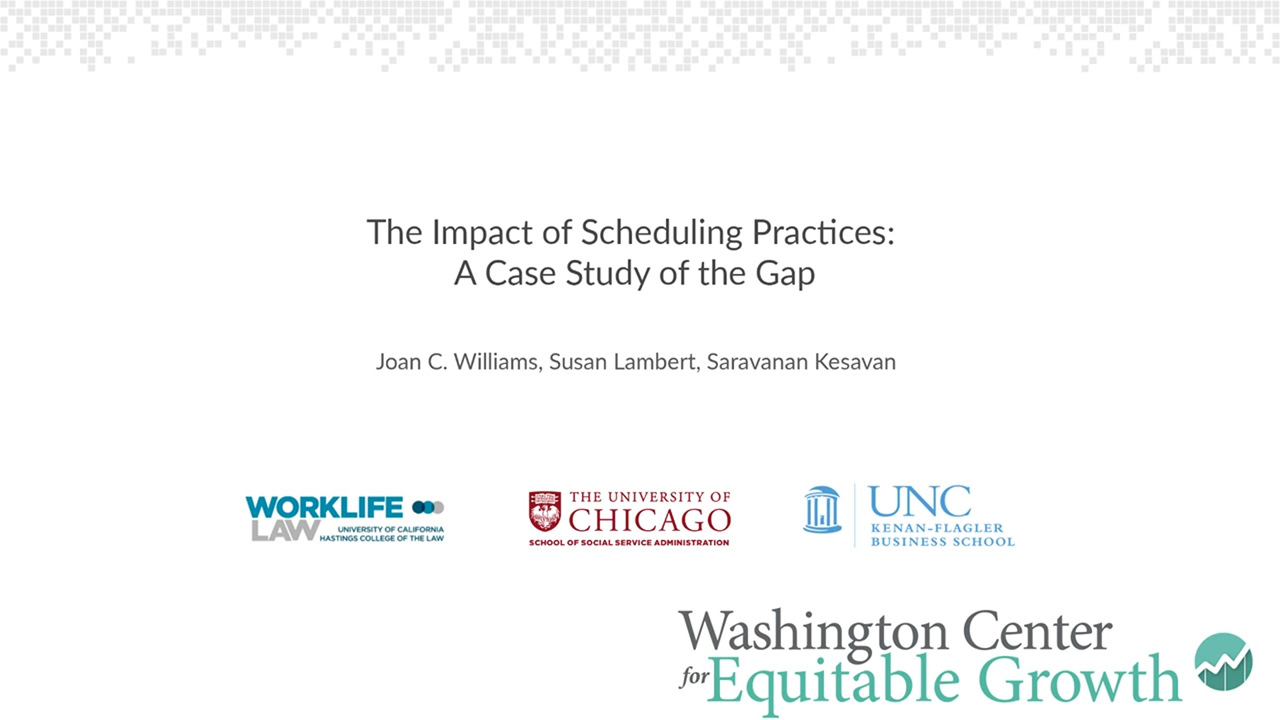 The Impact of Scheduling Practices:
A Case Study of the Gap
Joan C. Williams, Susan Lambert, Saravanan Kesavan
WORKLIFE
LAW
UNIVERSITY OF CALIFORNIA
HASTINGS COLLEGE OF THE LAW
THE UNIVERSITY OF
CHICAGO
SCHOOL OF SOCIAL SERVICE ADMINISTRATION
UNC
KENAN-FLAGLER
BUSINESS SCHOOL
Washington Center
for Equitable Growth